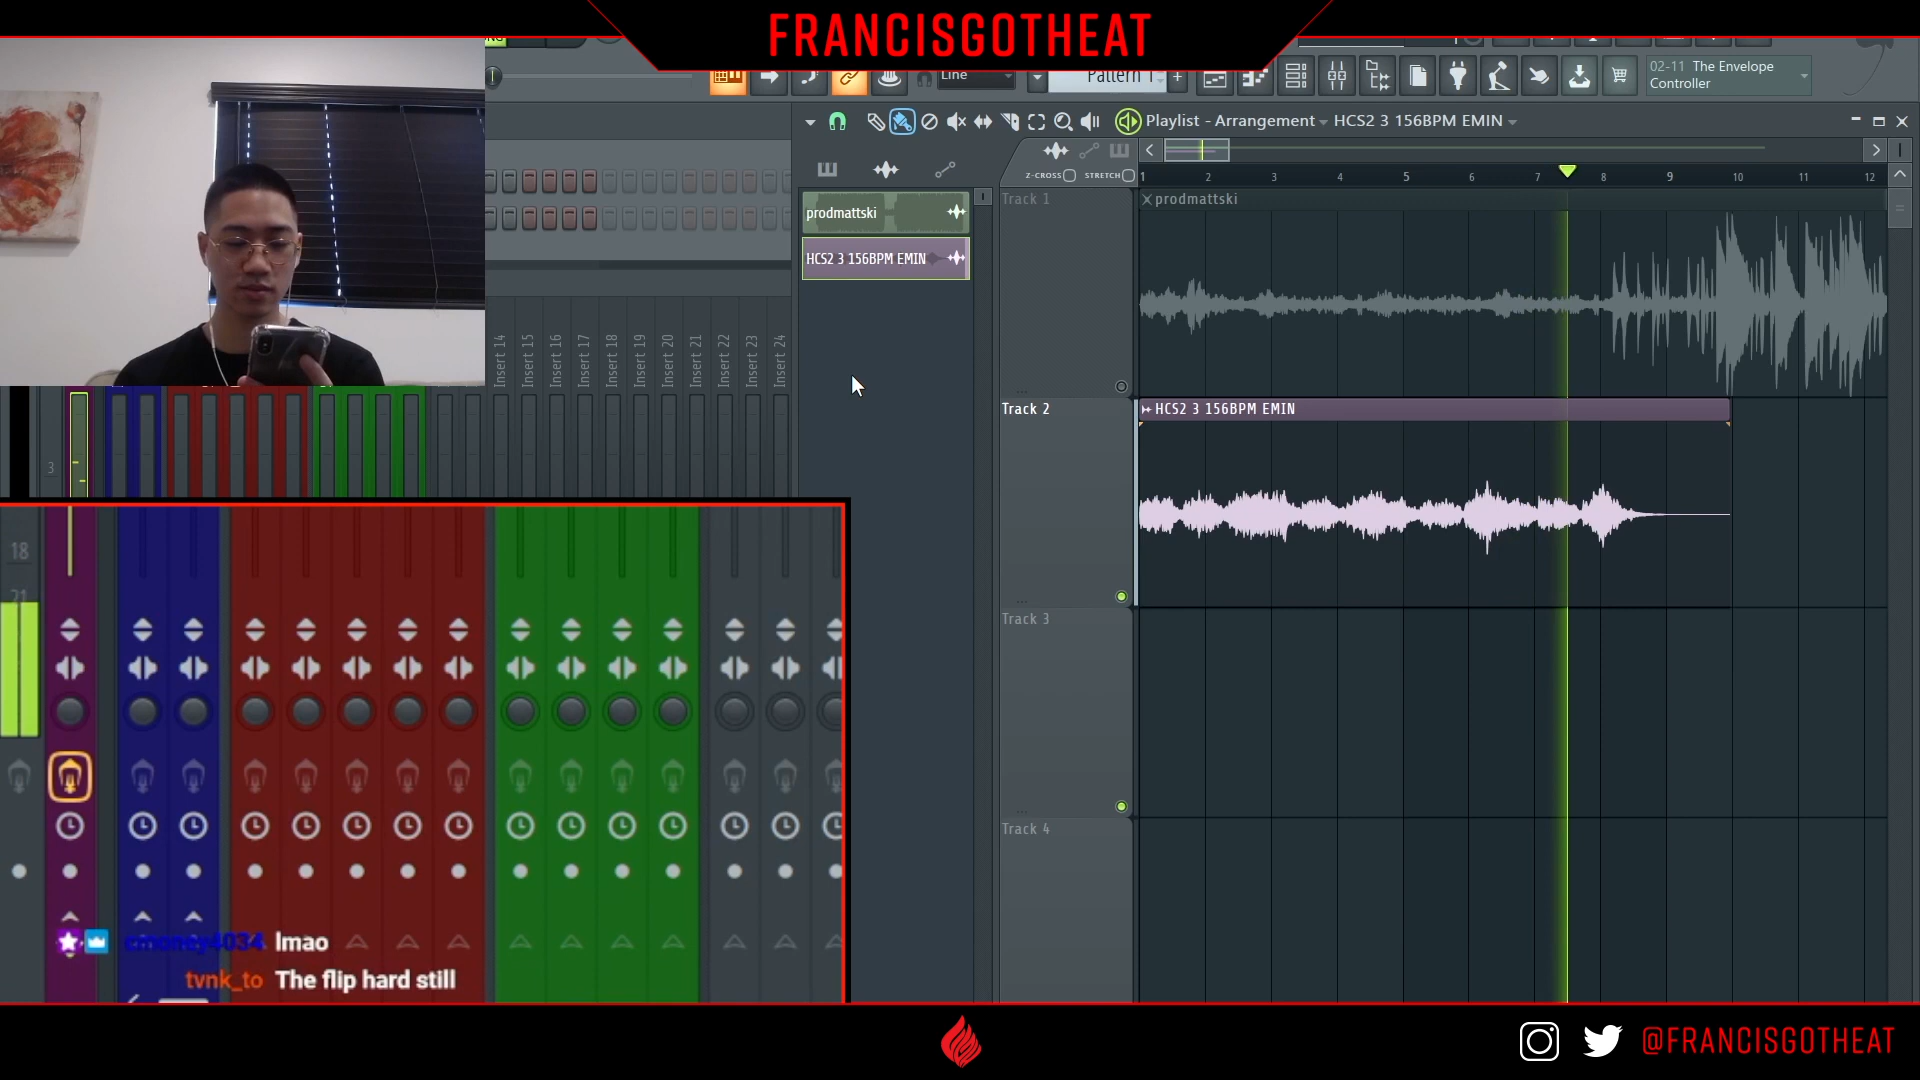 FRANCISGOTHEAT
Line
Pattern 1
02-11 The Envelope
Controller
Playlist - Arrangement
HCS2 3 156BPM EMIN
Z-CROSS
STRETCH
1 2 3 4 5 6 7 8 9 10 11 12
prodmattski
HCS2 3 156BPM EMIN
Track 1
prodmattski
Track 2
HCS2 3 156BPM EMIN
Track 3
Track 4
Insert 14
Insert 15
Insert 16
Insert 17
Insert 18
Insert 19
Insert 20
Insert 21
Insert 22
Insert 23
Insert 24
3
18
21
cmoney4034 lmao
tvnk_to The flip hard still
@FRANCISGOTHEAT